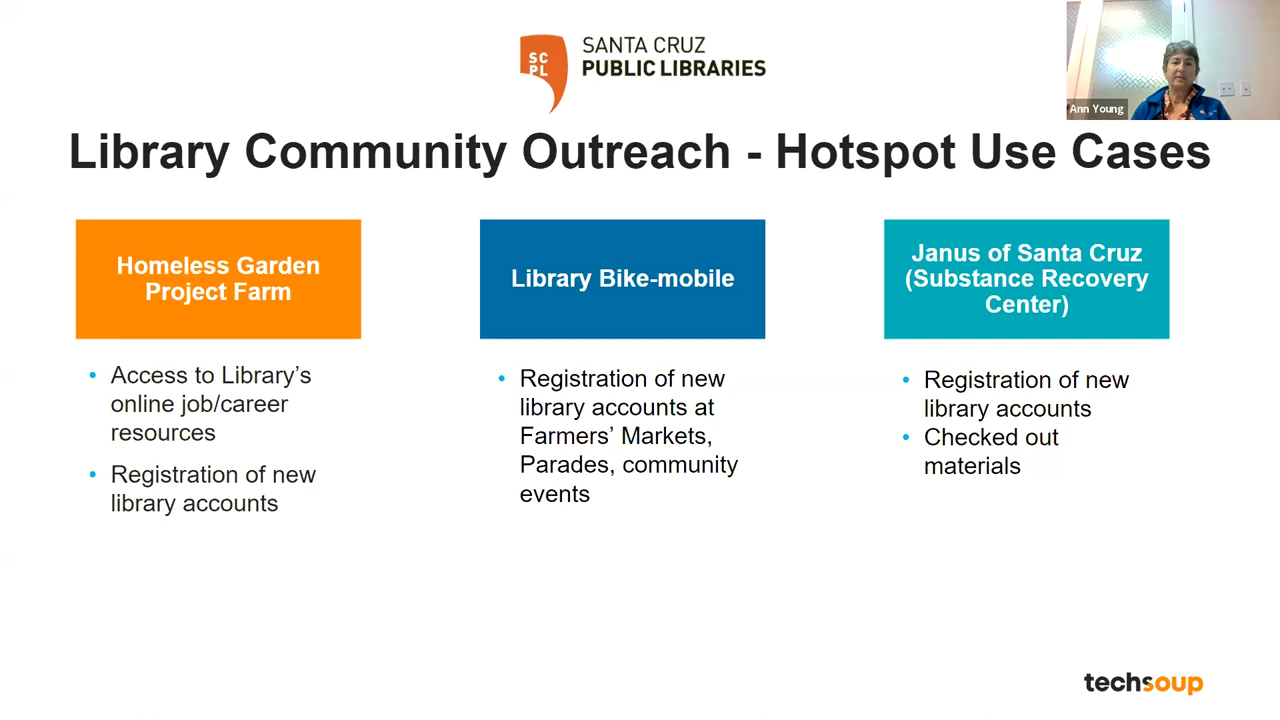 SC
PL
SANTA CRUZ
PUBLIC LIBRARIES
Ann Young
Library Community Outreach - Hotspot Use Cases
Homeless Garden
Project Farm
• Access to Library’s
online job/career
resources
• Registration of new
library accounts
Library Bike-mobile
• Registration of new
library accounts at
Farmers’ Markets,
Parades, community
events
Janus of Santa Cruz
(Substance Recovery
Center)
• Registration of new
library accounts
• Checked out
materials
techsoup